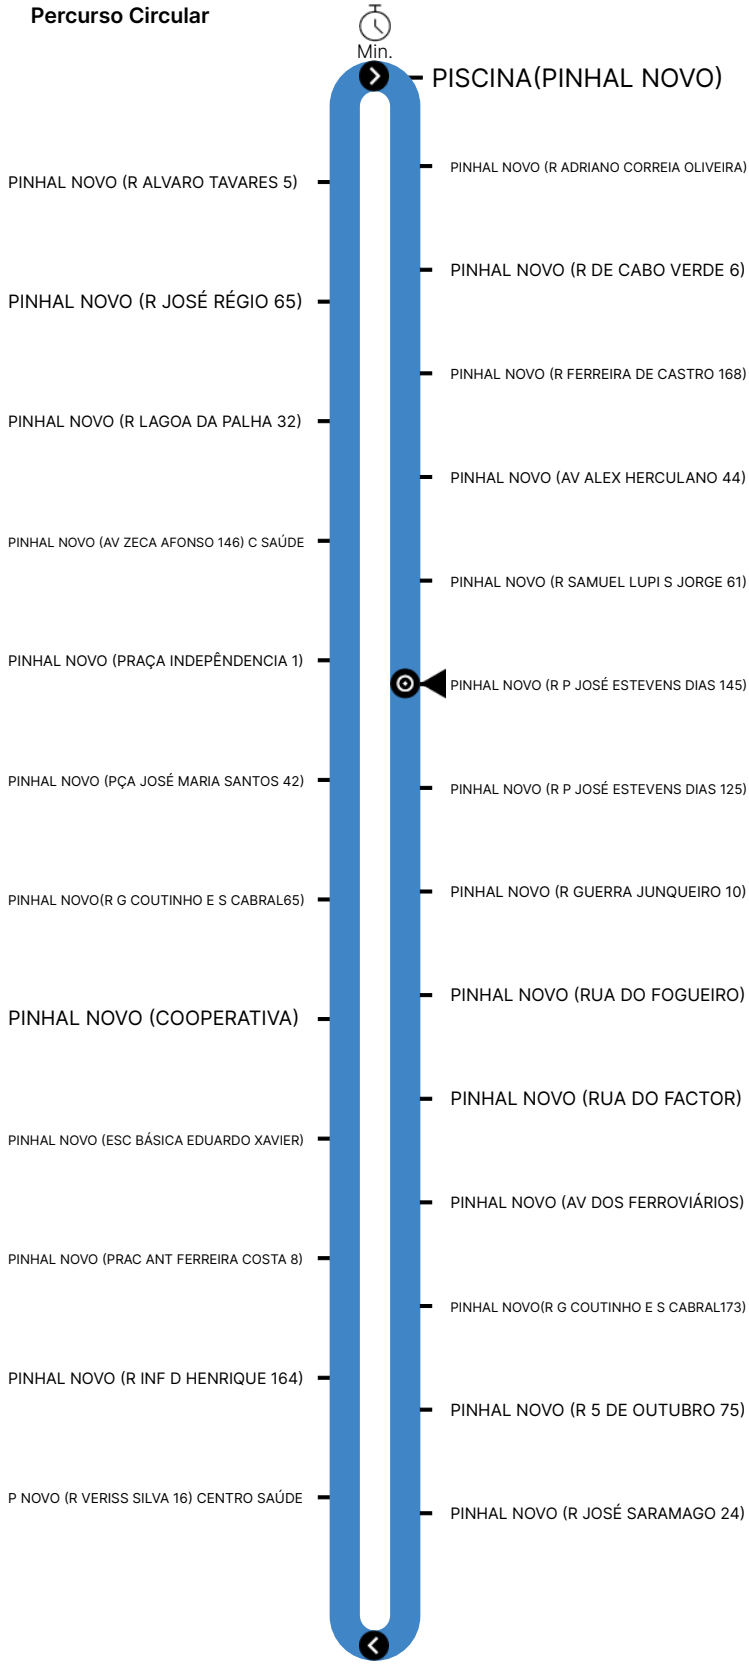 Percurso Circular
Min.
PISCINA(PINHAL NOVO)
PINHAL NOVO (R ADRIANO CORREIA OLIVEIRA)
PINHAL NOVO (R DE CABO VERDE 6)
PINHAL NOVO (R FERREIRA DE CASTRO 168)
PINHAL NOVO (AV ALEX HERCULANO 44)
PINHAL NOVO (R SAMUEL LUPI S JORGE 61)
PINHAL NOVO (R P JOSÉ ESTEVENS DIAS 145)
PINHAL NOVO (R P JOSÉ ESTEVENS DIAS 125)
PINHAL NOVO (R GUERRA JUNQUEIRO 10)
PINHAL NOVO (RUA DO FOGUEIRO)
PINHAL NOVO (RUA DO FACTOR)
PINHAL NOVO (AV DOS FERROVIÁRIOS)
PINHAL NOVO(R G COUTINHO E S CABRAL173)
PINHAL NOVO (R 5 DE OUTUBRO 75)
PINHAL NOVO (R JOSÉ SARAMAGO 24)
PINHAL NOVO (R ALVARO TAVARES 5)
PINHAL NOVO (R JOSÉ RÉGIO 65)
PINHAL NOVO (R LAGOA DA PALHA 32)
PINHAL NOVO (AV ZECA AFONSO 146) C SAÚDE
PINHAL NOVO (PRAÇA INDEPÊNDENCIA 1)
PINHAL NOVO (PÇA JOSÉ MARIA SANTOS 42)
PINHAL NOVO(R G COUTINHO E S CABRAL65)
PINHAL NOVO (COOPERATIVA)
PINHAL NOVO (ESC BÁSICA EDUARDO XAVIER)
PINHAL NOVO (PRAC ANT FERREIRA COSTA 8)
PINHAL NOVO (R INF D HENRIQUE 164)
P NOVO (R VERISS SILVA 16) CENTRO SAÚDE